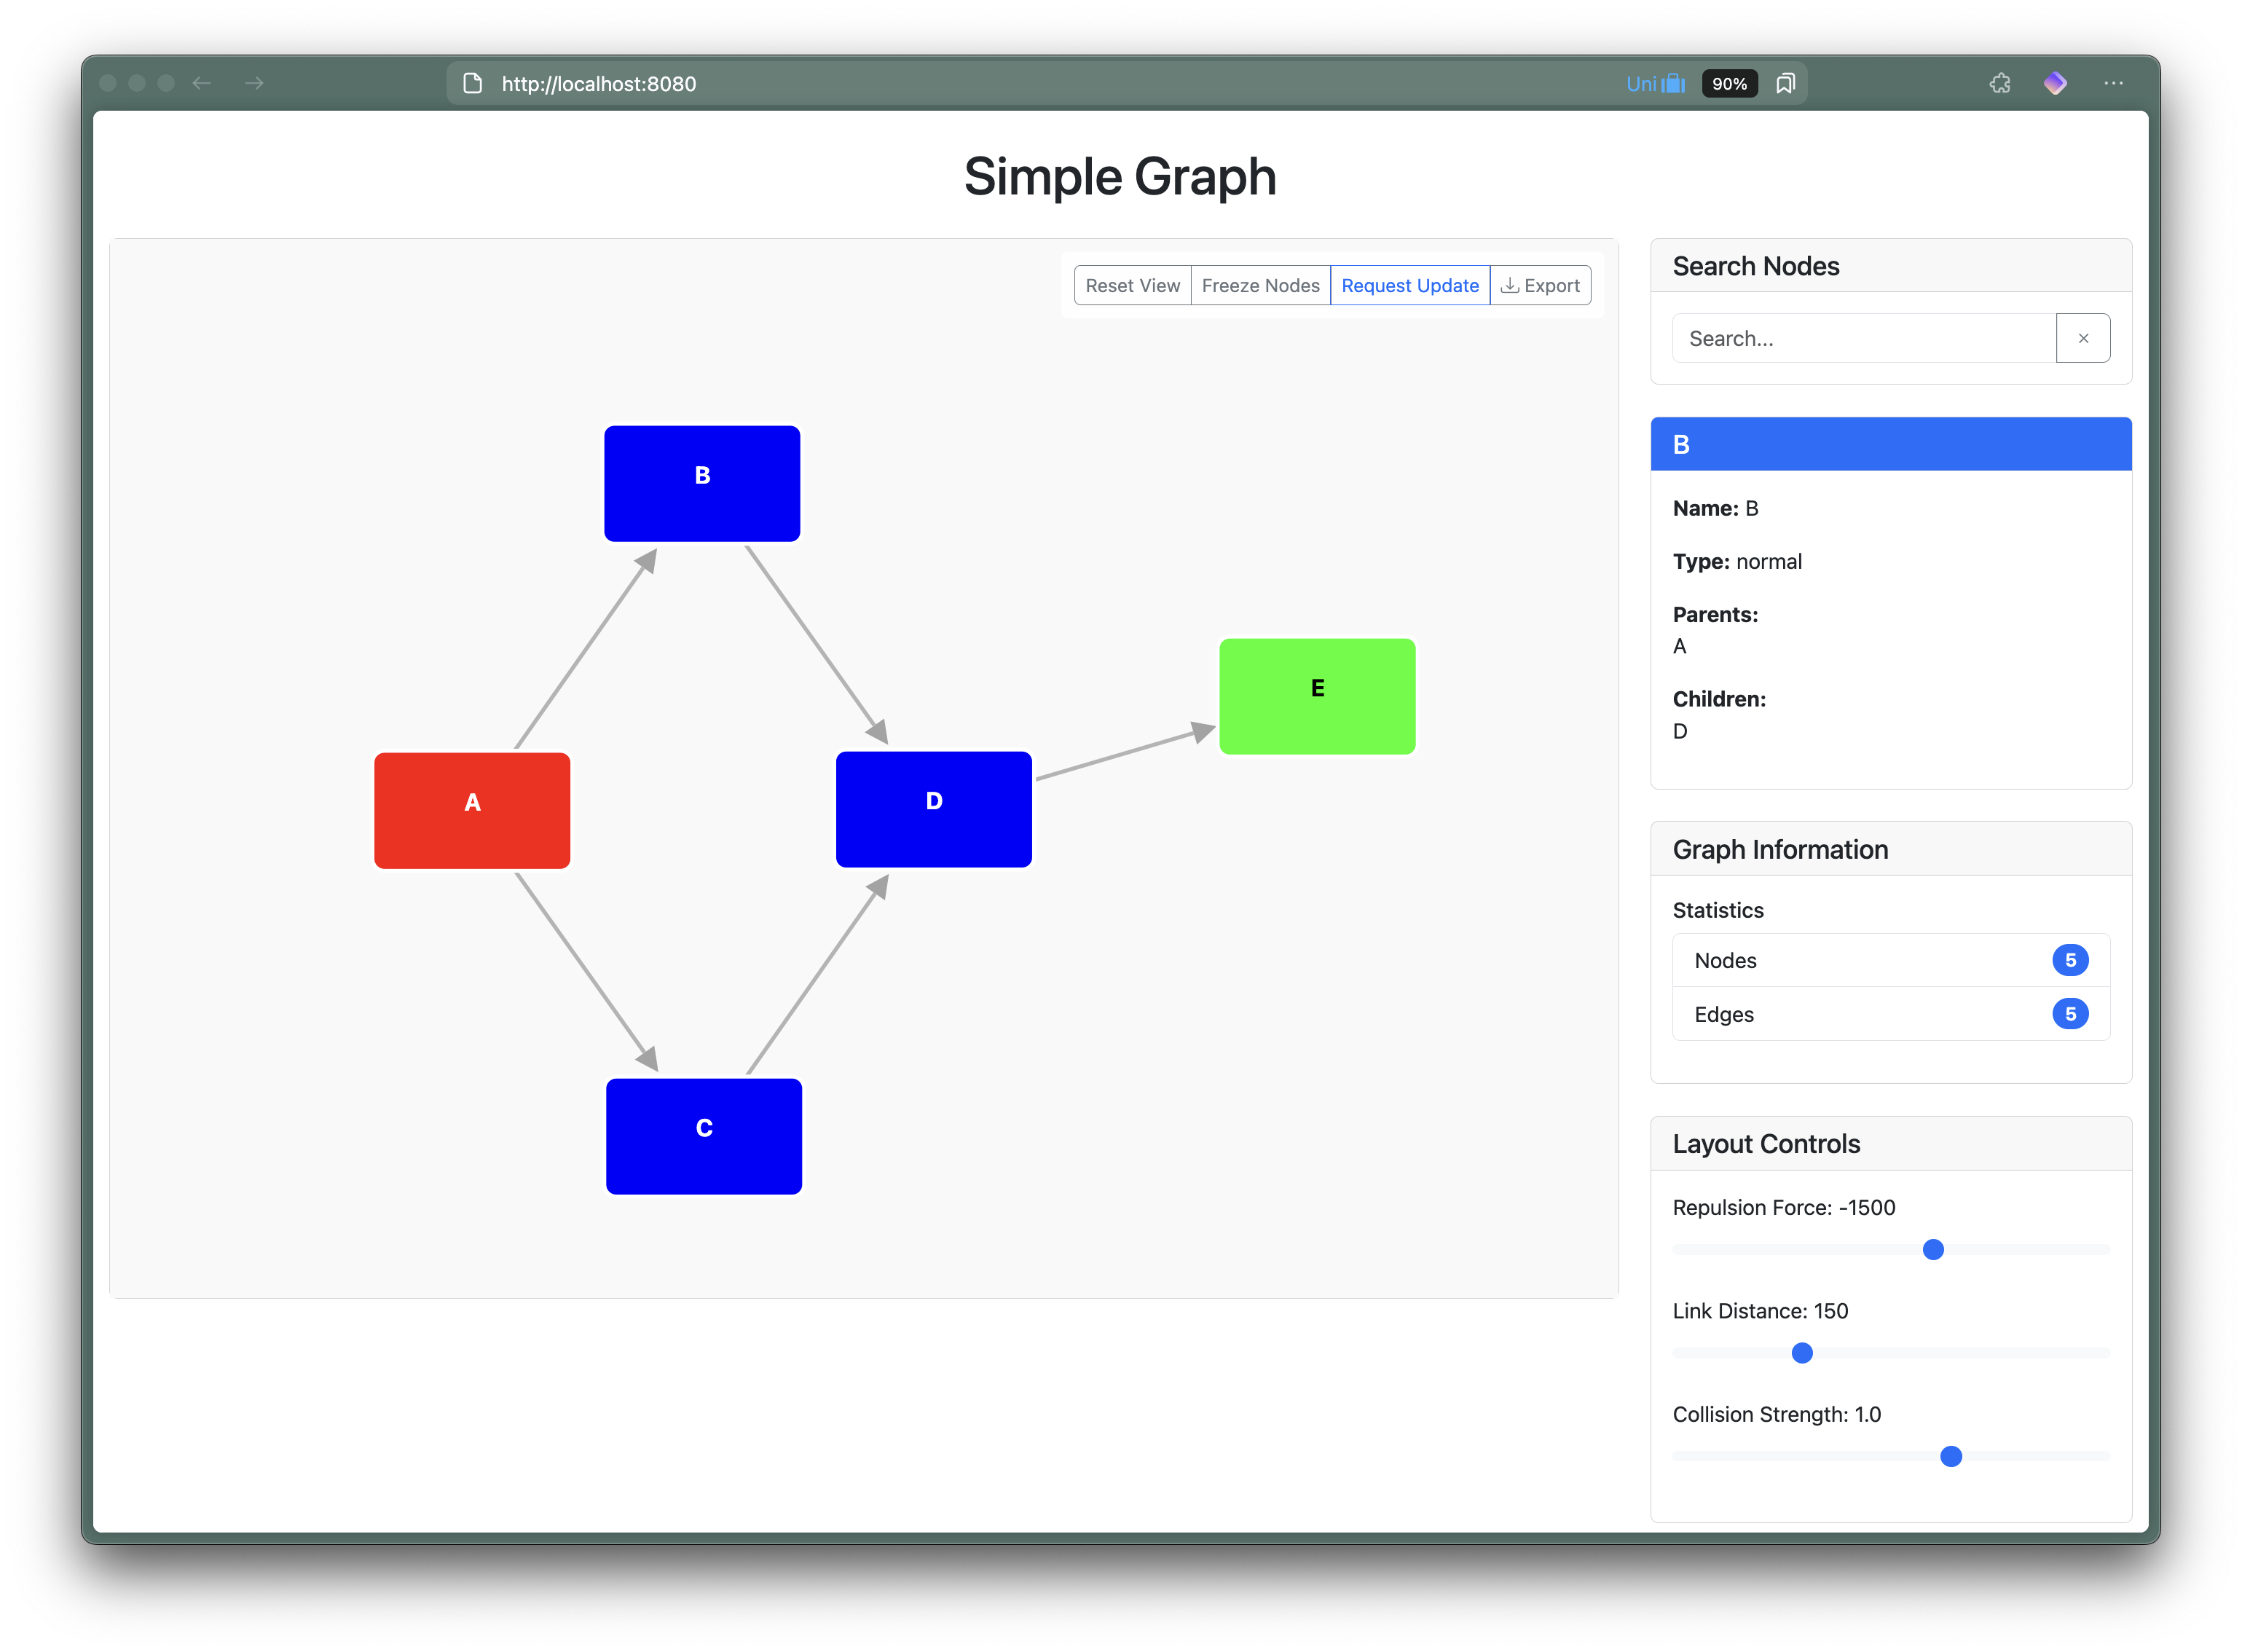 http://localhost:8080
Uni
90%
Simple Graph
Reset View
Freeze Nodes
Request Update
Export
B
A
D
E
C
Search Nodes
Search...
B
Name: B
Type: normal
Parents:
A
Children:
D
Graph Information
Statistics
Nodes 5
Edges 5
Layout Controls
Repulsion Force: -1500
Link Distance: 150
Collision Strength: 1.0